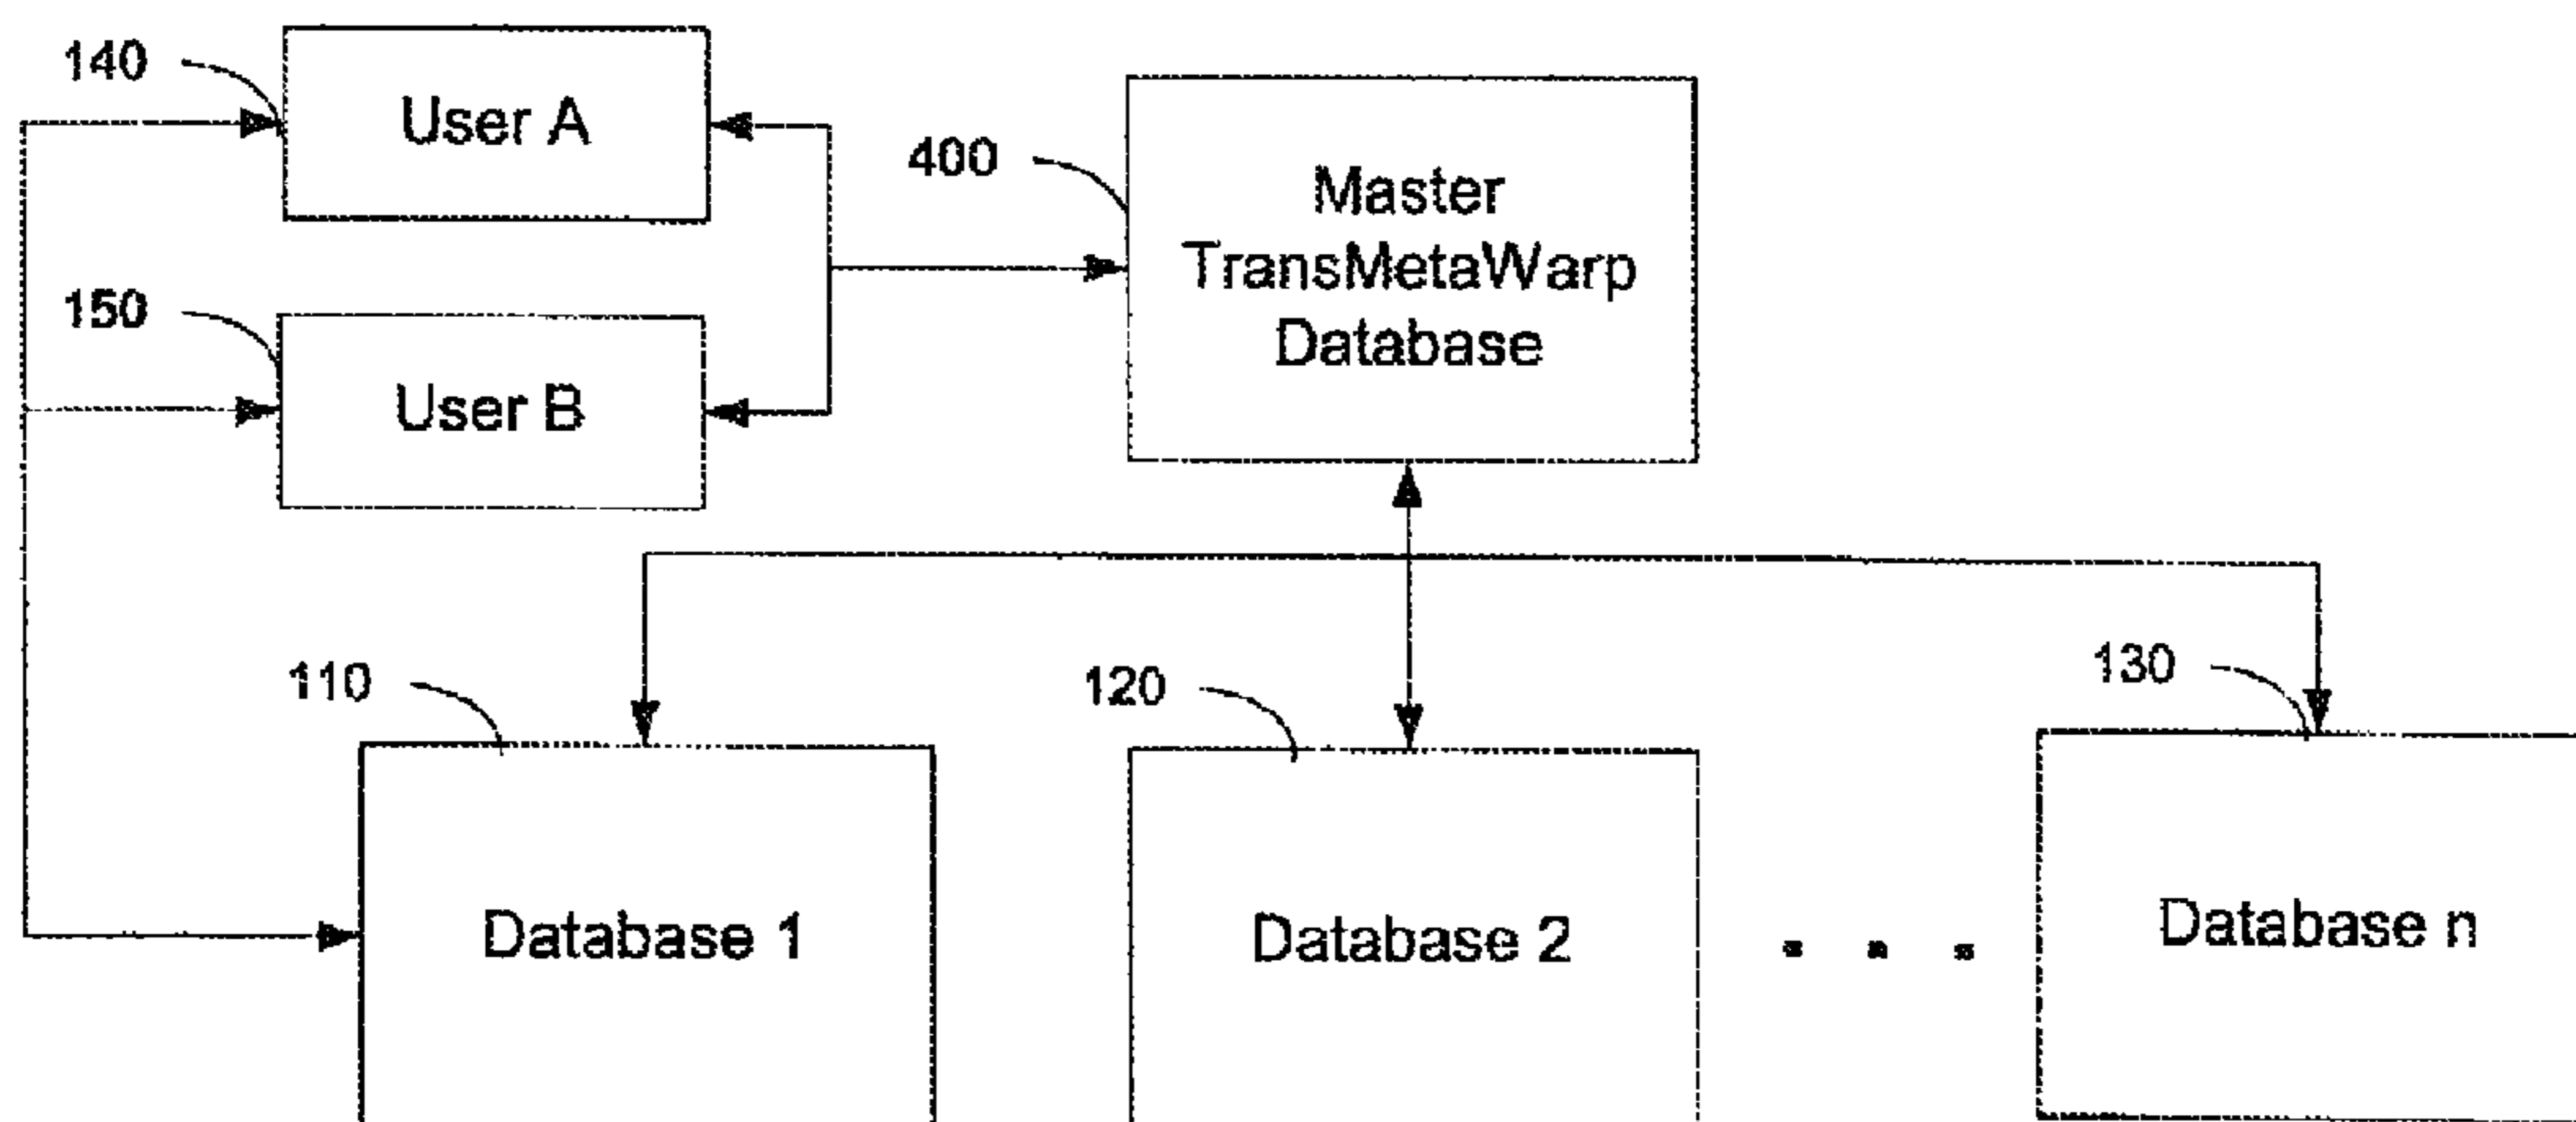 140
User A
400
Master
TransMetaWarp
Database
150
User B
110
120
130
Database 1
Database 2
. . .
Database n